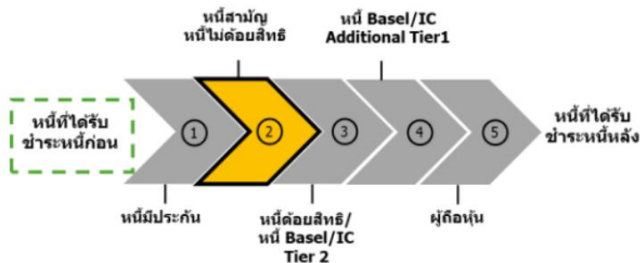 หนี้สามัญ
หนี้ไม่ด้อยสิทธิ
หนี้ Basel/IC
Additional Tier1
หนี้ที่ได้รับ
ชำระหนี้ก่อน
1
2
3
4
5
หนี้ที่ได้รับ
ชำระหนี้หลัง
หนี้มีประกัน
หนี้ด้อยสิทธิ/
หนี้ Basel/IC
Tier 2
ผู้ถือหุ้น